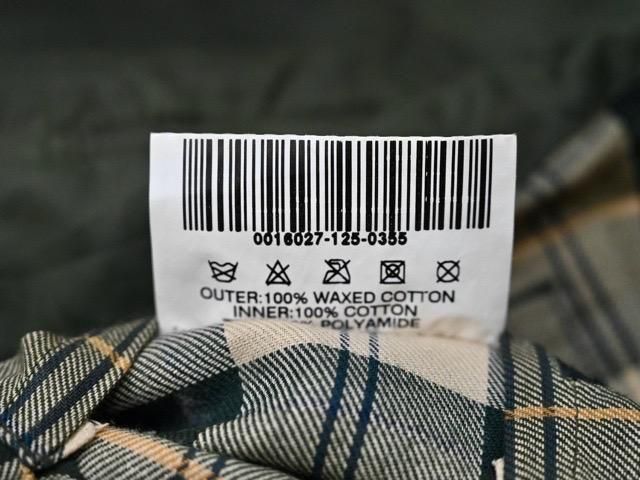 0016027-125-0355
OUTER:100% WAXED COTTON
INNER:100% COTTON
POLYAMIDE